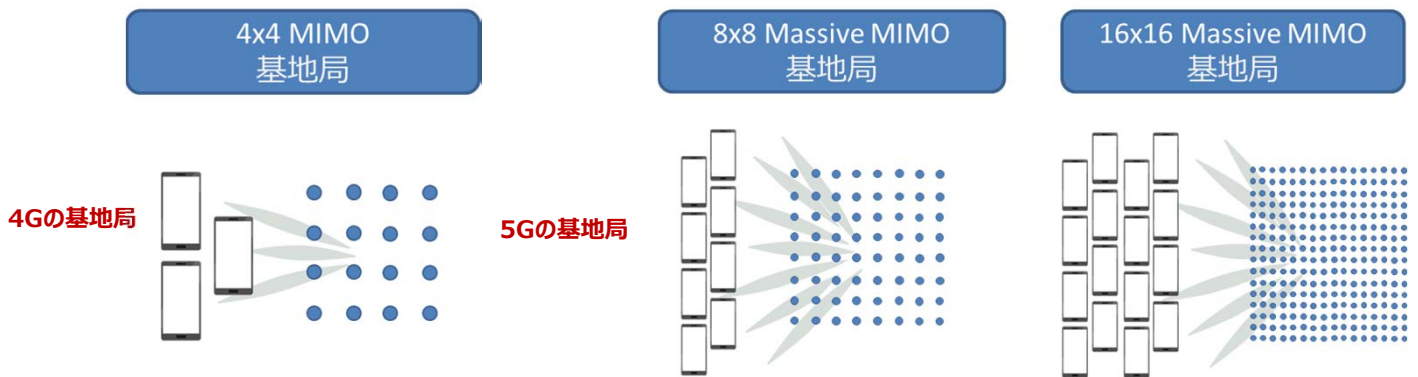 4x4 MIMO
基地局
8x8 Massive MIMO
基地局
16x16 Massive MIMO
基地局
4Gの基地局
5Gの基地局